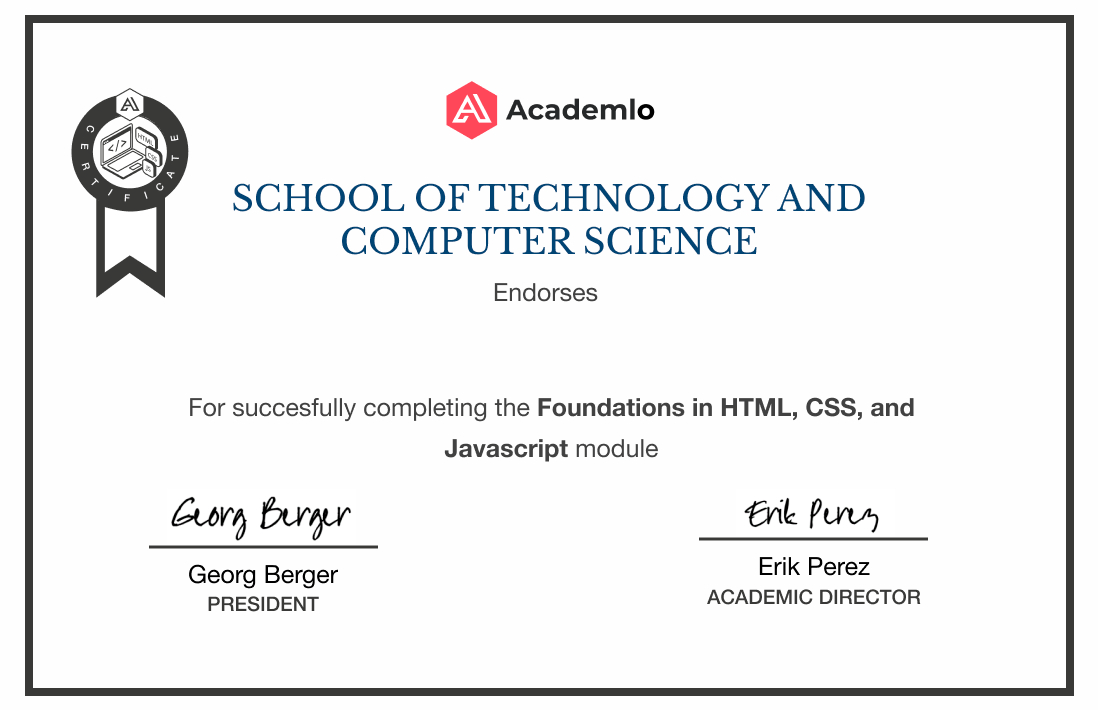 Academlo
CERTIFICATE
</>
HTML
CSS
JS
SCHOOL OF TECHNOLOGY AND
COMPUTER SCIENCE
Endorses
For succesfully completing the Foundations in HTML, CSS, and
Javascript module
Georg Berger
Georg Berger
PRESIDENT
Erik Perez
Erik Perez
ACADEMIC DIRECTOR